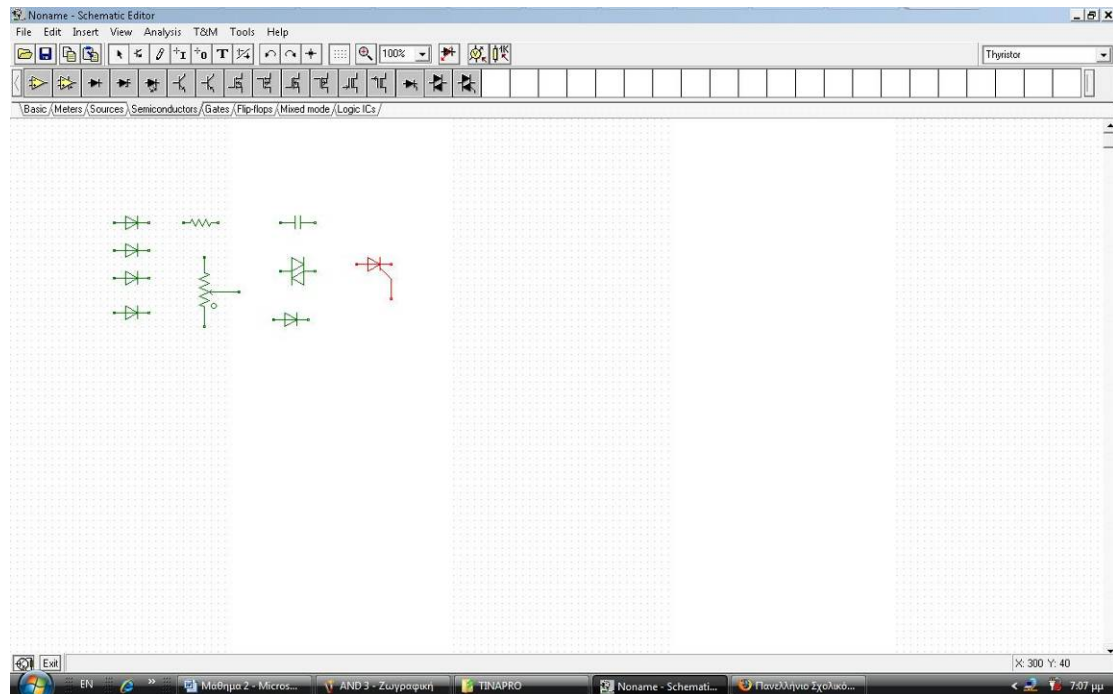 Noname - Schematic Editor
File Edit Insert View Analysis T&M Tools Help
100%
1K
Thyristor
Basic Meters Sources Semiconductors Gates Flip-flops Mixed mode Logic ICs
Exit
X: 300 Y: 40
EN
Μάθημα 2 - Micros...
AND 3 - Ζωγραφική
TINAPRO
Noname - Schemati...
Πανελλήνιο Σχολικό...
7:07 μμ